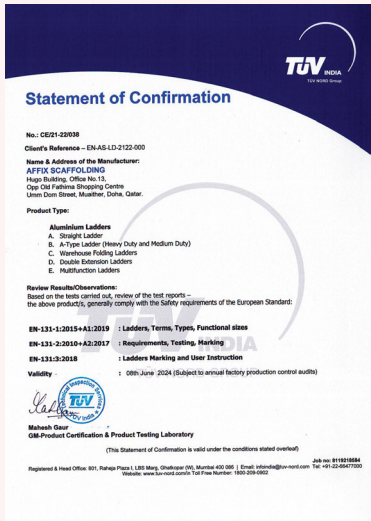 TÜV INDIA
TUV NORD Group
Statement of Confirmation
No.: CE/21-22/038
Client's Reference – EN-AS-LD-2122-000
Name & Address of the Manufacturer:
AFFIX SCAFFOLDING
Hugo Building, Office No.13,
Opp Old Fathima Shopping Centre
Umm Dom Street, Muaither, Doha, Qatar.
Product Type:
Aluminium Ladders
A. Straight Ladder
B. A-Type Ladder (Heavy Duty and Medium Duty)
C. Warehouse Folding Ladders
D. Double Extension Ladders
E. Multifunction Ladders
Review Results/Observations:
Based on the tests carried out, review of the test reports –
the above product/s, generally comply with the Safety requirements of the European Standard:
EN-131-1:2015+A1:2019 : Ladders, Terms, Types, Functional sizes
EN-131-2:2010+A2:2017 : Requirements, Testing, Marking
EN-131:3:2018 : Ladders Marking and User Instruction
Validity : 08th June 2024 (Subject to annual factory production control audits)
TÜV
Mahesh Gaur
GM-Product Certification & Product Testing Laboratory
(This Statement of Confirmation is valid under the conditions stated overleaf)
Job no: 8119218584
Registered & Head Office: 801, Raheja Plaza I, LBS Marg, Ghatkopar (W), Mumbai 400 086 | Email: infoindia@tuv-nord.com Tel: +91-22-66477000
Website: www.tuv-nord.com/in Toll Free Number: 1800-209-0902